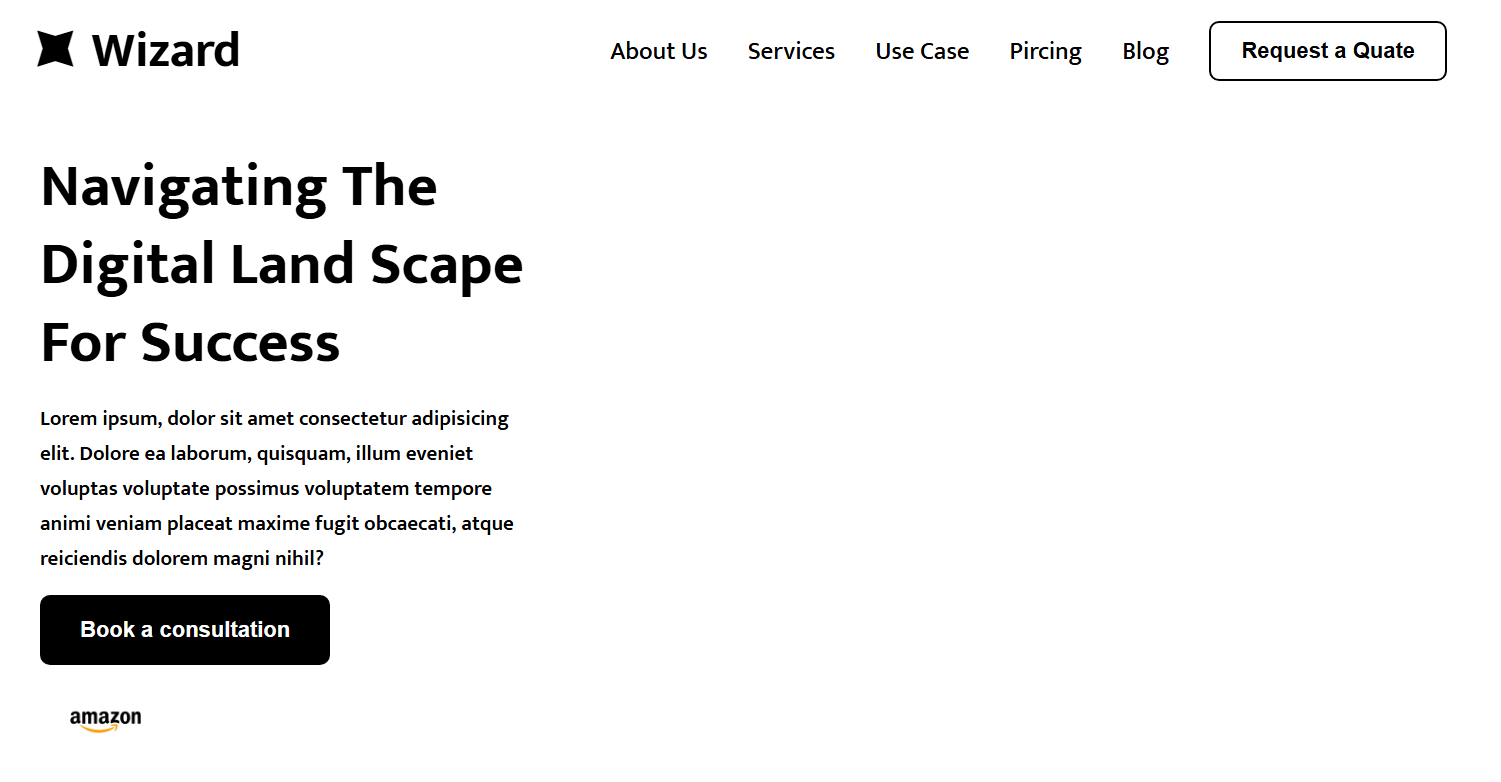 Wizard
About Us Services Use Case Pircing Blog Request a Quate
Navigating The
Digital Land Scape
For Success
Lorem ipsum, dolor sit amet consectetur adipisicing
elit. Dolore ea laborum, quisquam, illum eveniet
voluptas voluptate possimus voluptatem tempore
animi veniam placeat maxime fugit obcaecati, atque
reiciendis dolorem magni nihil?
Book a consultation
amazon